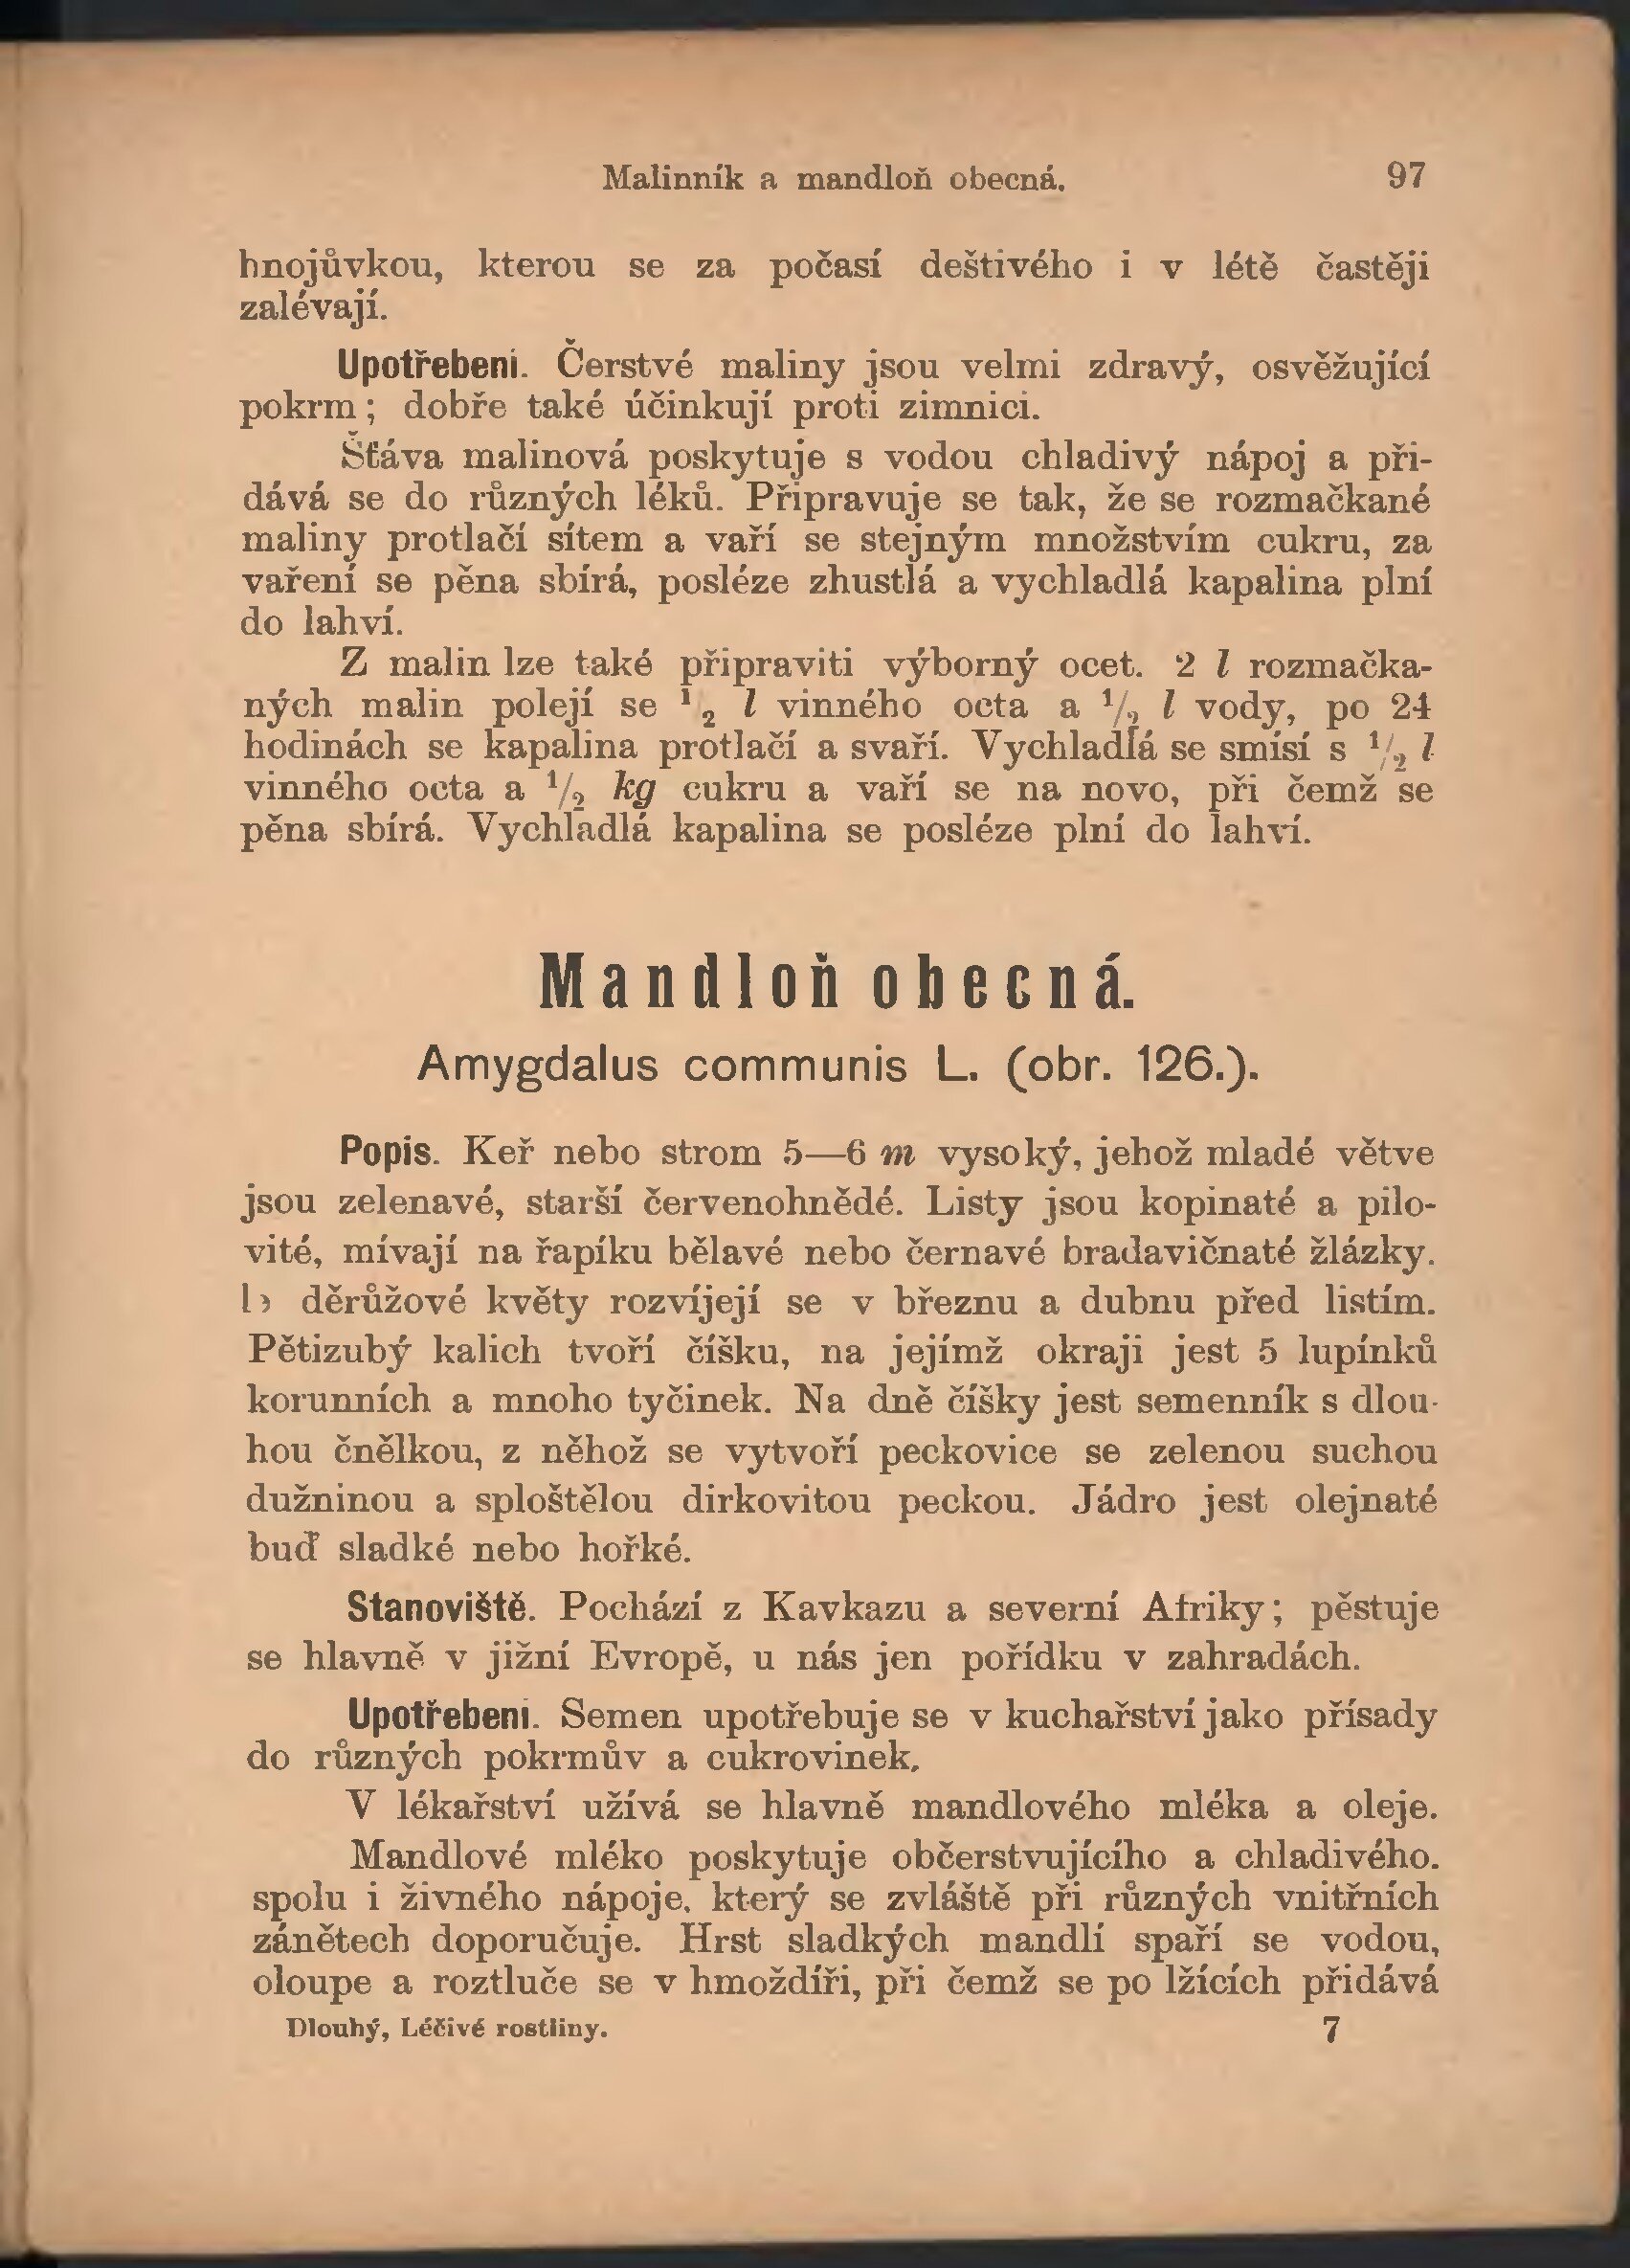 Malinník a mandloň obecná. 97
hnojůvkou, kterou se za počasí deštivého i v létě častěji
zalévají.
Upotřebení. Čerstvé maliny jsou velmi zdravý, osvěžující
pokrm; dobře také účinkují proti zimnici.
Šťáva malinová poskytuje s vodou chladivý nápoj a při-
dává se do různých léků. Připravuje se tak, že se rozmačkané
maliny protlačí sítem a vaří se stejným množstvím cukru, za
vaření se pěna sbírá, posléze zhustlá a vychladlá kapalina plní
do lahví.
Z malin lze také připraviti výborný ocet. 2 l rozmačka-
ných malin polejí se 1/2 l vinného octa a 1/2 l vody, po 24
hodinách se kapalina protlačí a svaří. Vychladlá se smísí s 1/2 l
vinného octa a 1/2 kg cukru a vaří se na novo, při čemž se
pěna sbírá. Vychladlá kapalina se posléze plní do lahví.
Mandloň obecná.
Amygdalus communis L. (obr. 126.).
Popis. Keř nebo strom 5—6 m vysoký, jehož mladé větve
jsou zelenavé, starší červenohnědé. Listy jsou kopinaté a pilo-
vité, mívají na řapíku bělavé nebo černavé bradavičnaté žlázky.
děrůžové květy rozvíjejí se v březnu a dubnu před listím.
Pětizubý kalich tvoří číšku, na jejímž okraji jest 5 lupínků
korunních a mnoho tyčinek. Na dně číšky jest semenník s dlou-
hou čnělkou, z něhož se vytvoří peckovice se zelenou suchou
dužninou a sploštělou dirkovitou peckou. Jádro jest olejnaté
buď sladké nebo hořké.
Stanoviště. Pochází z Kavkazu a severní Afriky; pěstuje
se hlavně v jižní Evropě, u nás jen pořídku v zahradách.
Upotřebení. Semen upotřebuje se v kuchařství jako přísady
do různých pokrmův a cukrovinek.
V lékařství užívá se hlavně mandlového mléka a oleje.
Mandlové mléko poskytuje občerstvujícího a chladivého.
spolu i živného nápoje, který se zvláště při různých vnitřních
zánětech doporučuje. Hrst sladkých mandlí spaří se vodou,
oloupe a roztluče se v hmoždíři, při čemž se po lžících přidává
Dlouhý, Léčivé rostliny. 7